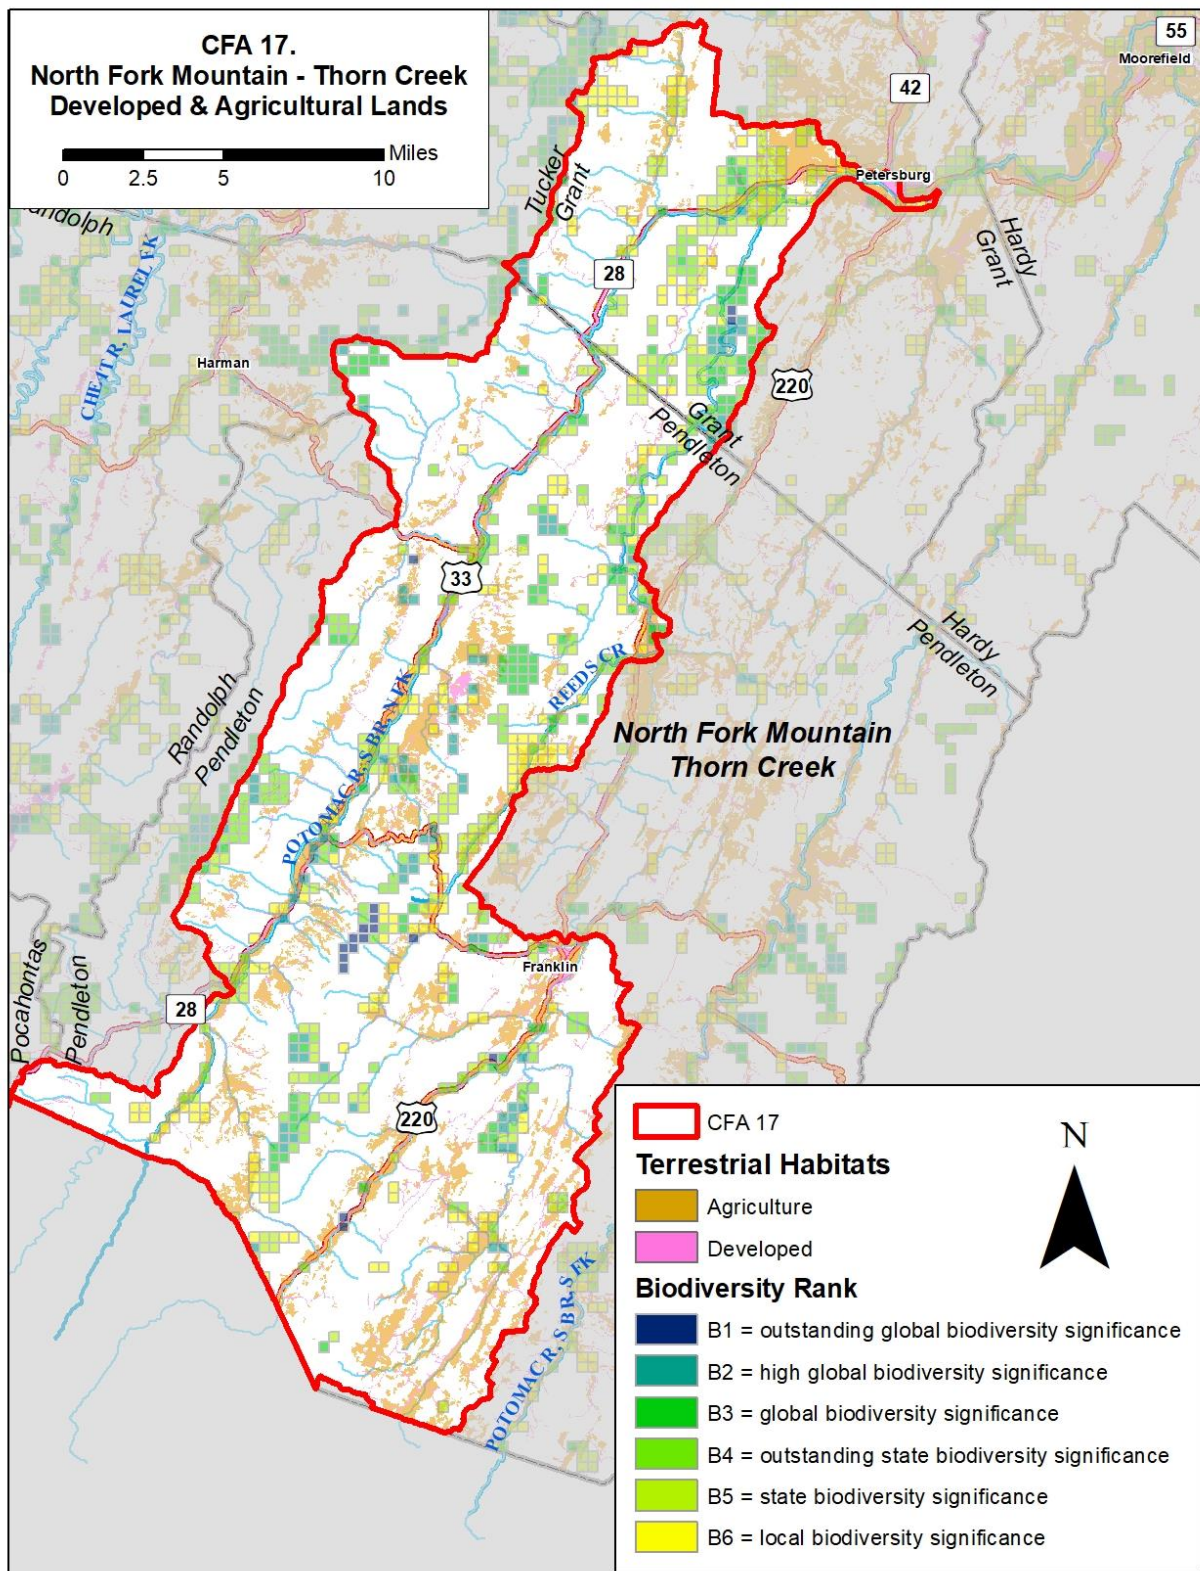 CFA 17.
North Fork Mountain - Thorn Creek
Developed & Agricultural Lands
Miles
0 2.5 5 10
55
Moorefield
42
Petersburg
Tucker
Grant
Hardy
Grant
28
CHEAT R, LAUREL FK
Harman
220
Grant
Pendleton
33
Hardy
Pendleton
REEDS CR
Randolph
Pendleton
POTOMAC R, S BR, N FK
North Fork Mountain
Thorn Creek
Pocahontas
Pendleton
Franklin
28
220
POTOMAC R, S BR, S FK
CFA 17
Terrestrial Habitats
Agriculture
Developed
Biodiversity Rank
B1 = outstanding global biodiversity significance
B2 = high global biodiversity significance
B3 = global biodiversity significance
B4 = outstanding state biodiversity significance
B5 = state biodiversity significance
B6 = local biodiversity significance
N